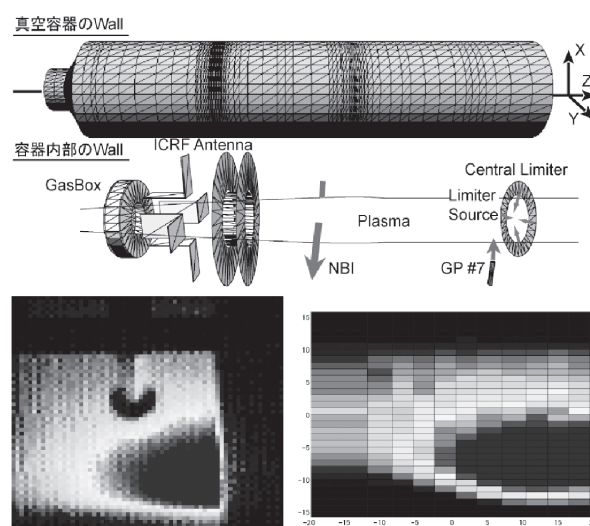 真空容器のWall
X
Z
Y
容器内部のWall
ICRF Antenna
GasBox
Central Limiter
Limiter
Source
Plasma
NBI
GP #7
15
10
5
0
-5
-10
-15
-20 -15 -10 -5 0 5 10 15 20